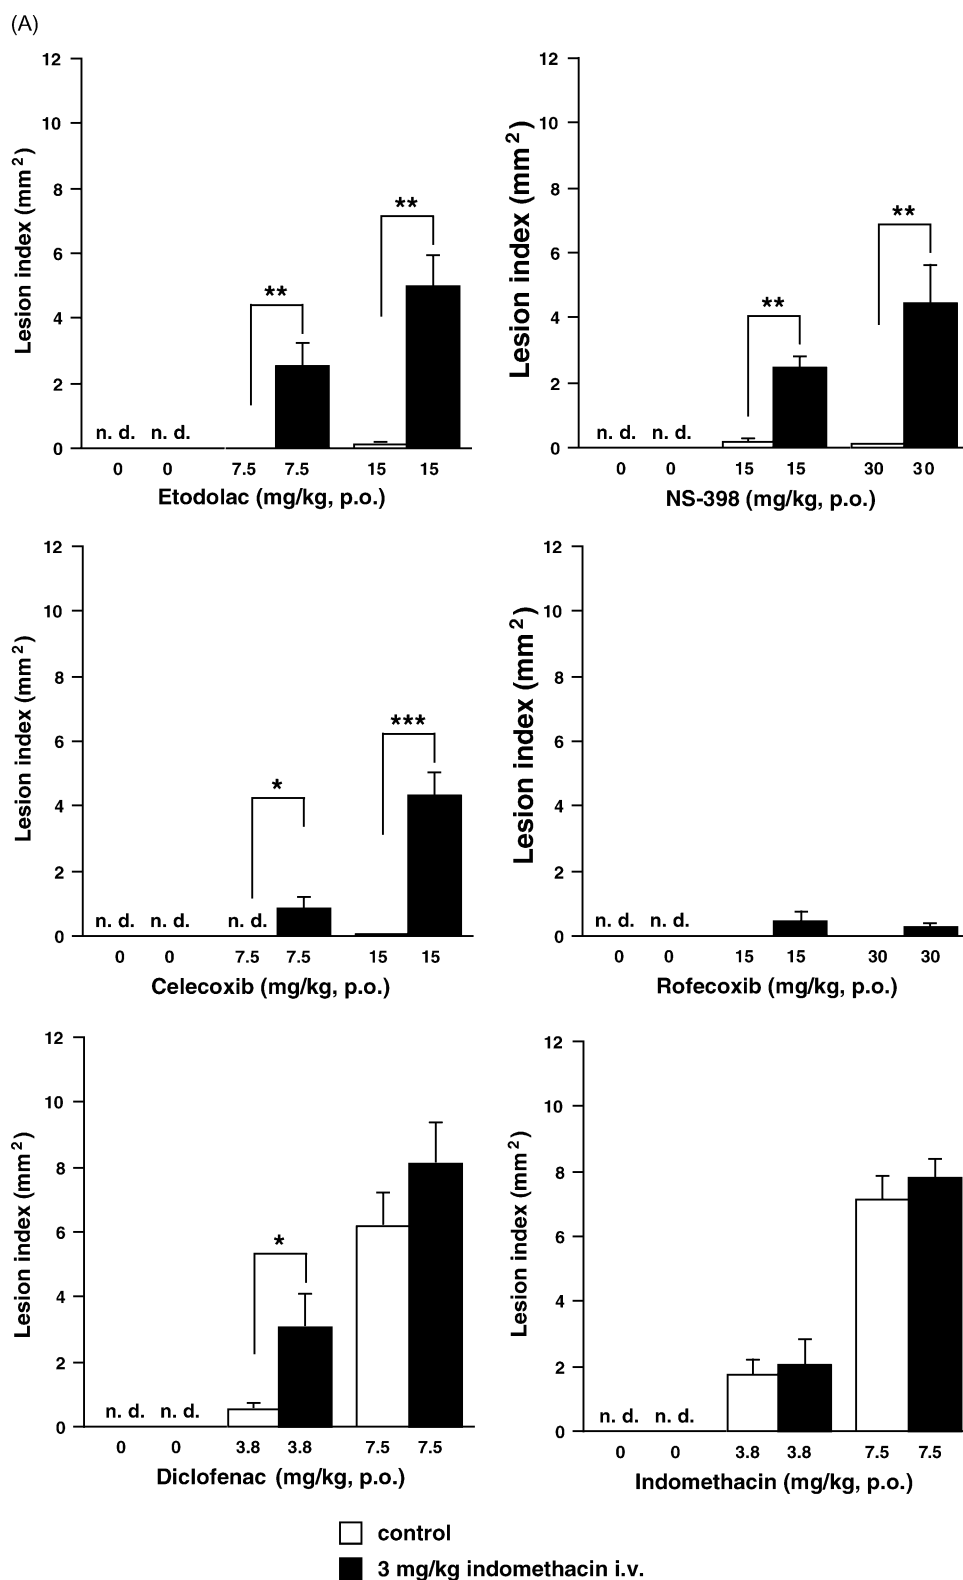 (A)
12
10
8
6
4
2
0
Lesion index (mm2)
**
**
n. d. n. d.
0 0 7.5 7.5 15 15
Etodolac (mg/kg, p.o.)
12
10
8
6
4
2
0
Lesion index (mm2)
**
**
n. d. n. d.
0 0 15 15 30 30
NS-398 (mg/kg, p.o.)
12
10
8
6
4
2
0
Lesion index (mm2)
***
*
n. d. n. d. n. d.
0 0 7.5 7.5 15 15
Celecoxib (mg/kg, p.o.)
12
10
8
6
4
2
0
Lesion index (mm2)
n. d. n. d.
0 0 15 15 30 30
Rofecoxib (mg/kg, p.o.)
12
10
8
6
4
2
0
Lesion index (mm2)
*
n. d. n. d.
0 0 3.8 3.8 7.5 7.5
Diclofenac (mg/kg, p.o.)
12
10
8
6
4
2
0
Lesion index (mm2)
n. d. n. d.
0 0 3.8 3.8 7.5 7.5
Indomethacin (mg/kg, p.o.)
control
3 mg/kg indomethacin i.v.